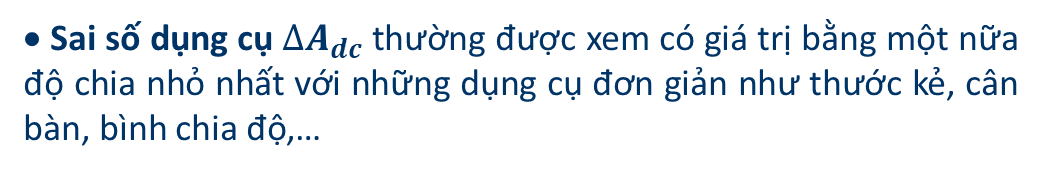 • Sai số dụng cụ ΔA_dc thường được xem có giá trị bằng một nữa
độ chia nhỏ nhất với những dụng cụ đơn giản như thước kẻ, cân
bàn, bình chia độ,...